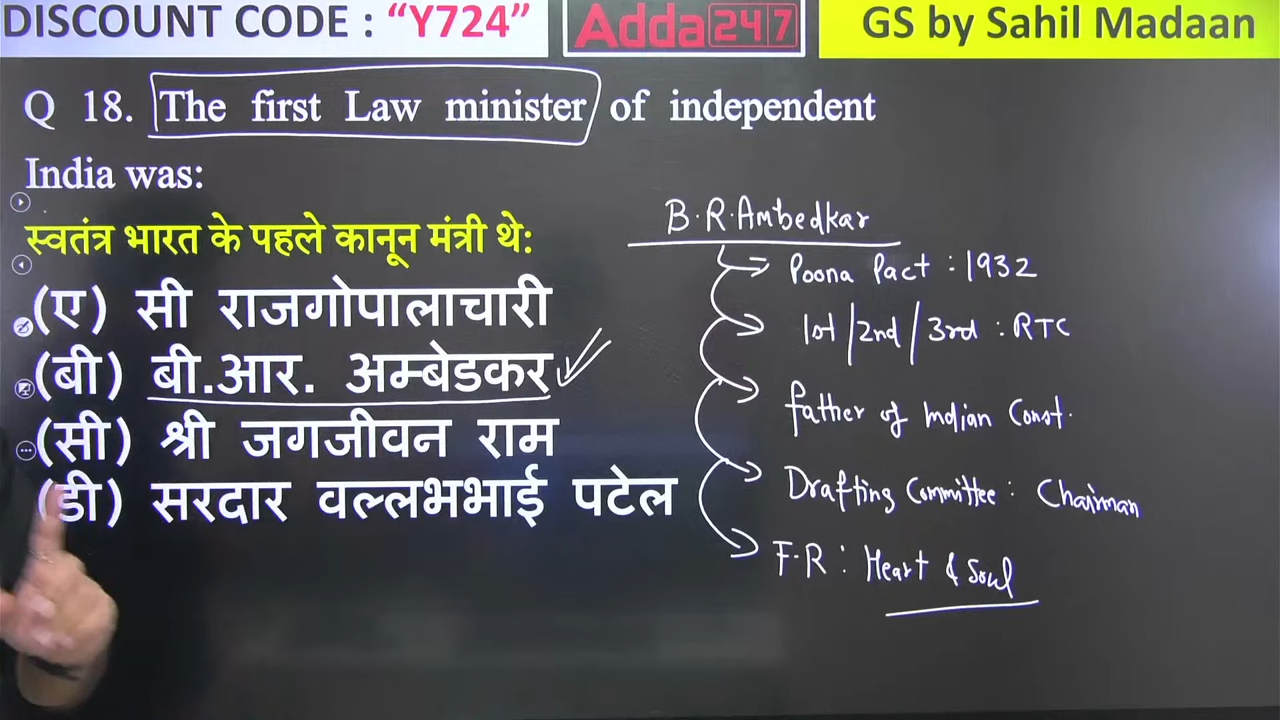 DISCOUNT CODE : “Y724”
Adda247
GS by Sahil Madaan
Q 18. The first Law minister of independent
India was:
स्वतंत्र भारत के पहले कानून मंत्री थे:
(ए) सी राजगोपालाचारी
(बी) बी.आर. अम्बेडकर
(सी) श्री जगजीवन राम
(डी) सरदार वल्लभभाई पटेल
B.R.Ambedkar
Poona Pact : 1932
1st/2nd/3rd : RTC
father of Indian Const.
Drafting Committee : Chairman
F.R : Heart & Soul